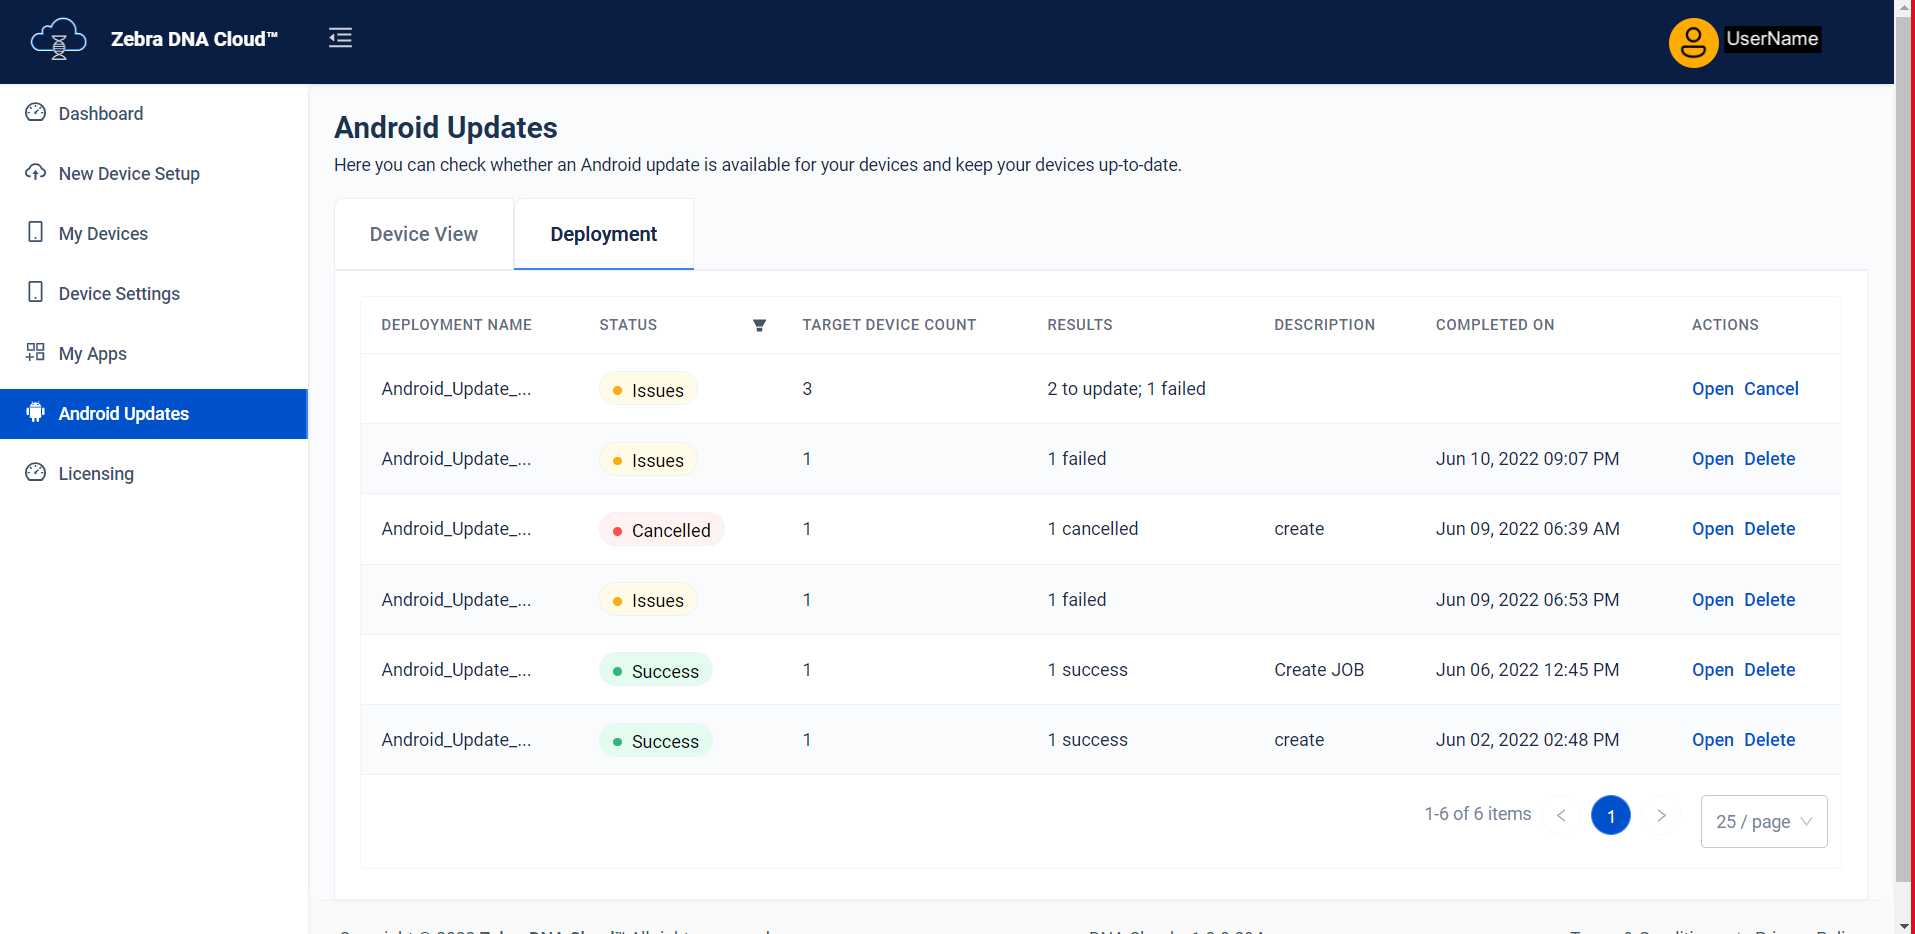 Zebra DNA Cloud™
UserName
Dashboard
New Device Setup
My Devices
Device Settings
My Apps
Android Updates
Licensing
Android Updates
Here you can check whether an Android update is available for your devices and keep your devices up-to-date.
Device View
Deployment
DEPLOYMENT NAME STATUS TARGET DEVICE COUNT RESULTS DESCRIPTION COMPLETED ON ACTIONS
Android_Update_... Issues 3 2 to update; 1 failed Open Cancel
Android_Update_... Issues 1 1 failed Jun 10, 2022 09:07 PM Open Delete
Android_Update_... Cancelled 1 1 cancelled create Jun 09, 2022 06:39 AM Open Delete
Android_Update_... Issues 1 1 failed Jun 09, 2022 06:53 PM Open Delete
Android_Update_... Success 1 1 success Create JOB Jun 06, 2022 12:45 PM Open Delete
Android_Update_... Success 1 1 success create Jun 02, 2022 02:48 PM Open Delete
1-6 of 6 items < 1 > 25 / page